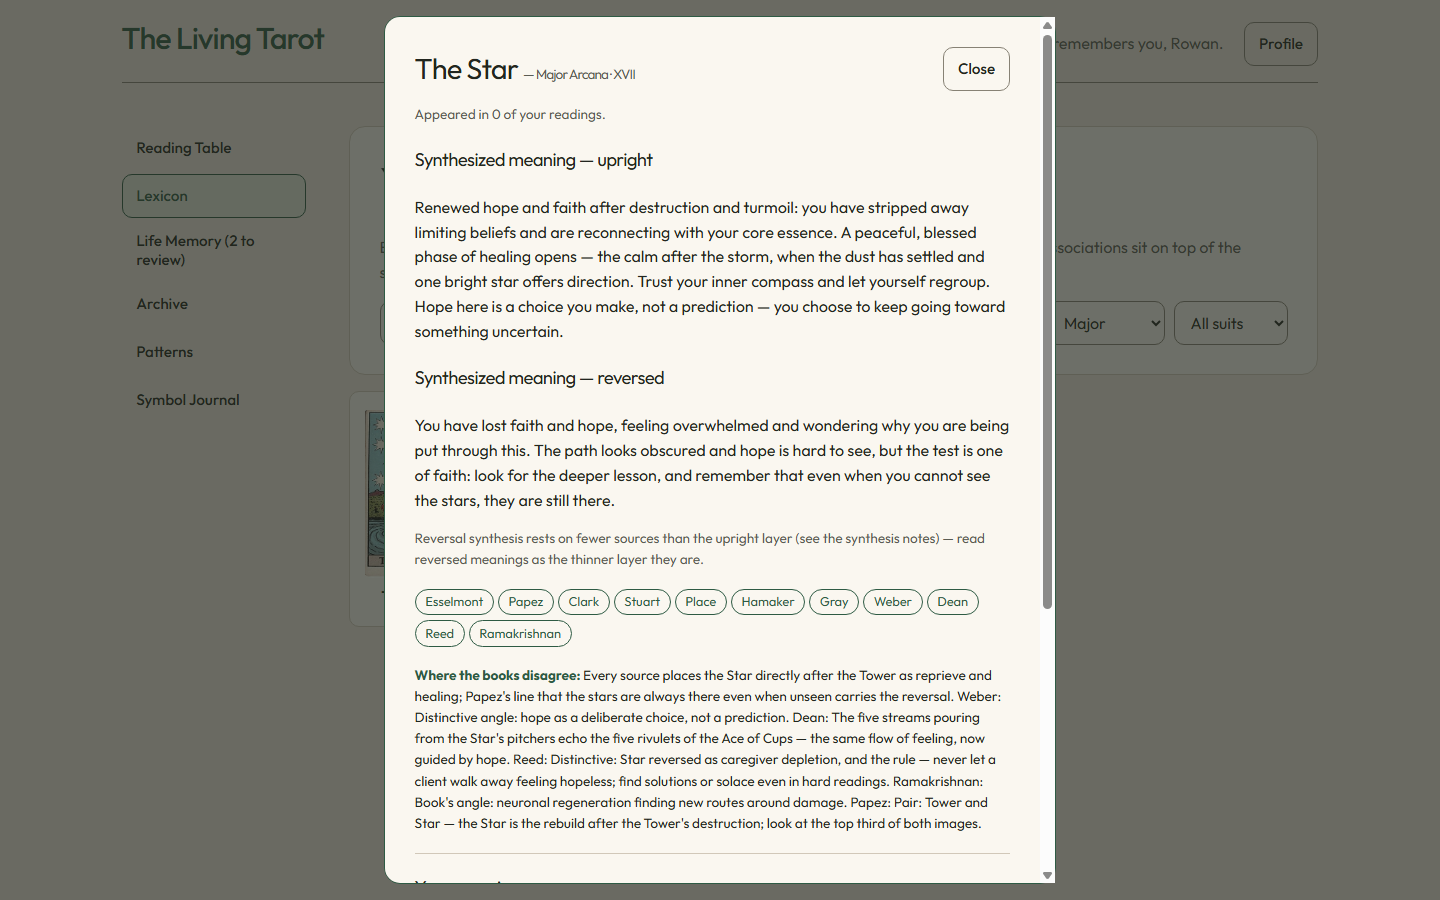 The Living Tarot
remembers you, Rowan.
Profile
Reading Table
Lexicon
Life Memory (2 to
review)
Archive
Patterns
Symbol Journal
sociations sit on top of the
Major
All suits
The Star — Major Arcana · XVII
Close
Appeared in 0 of your readings.
Synthesized meaning — upright
Renewed hope and faith after destruction and turmoil: you have stripped away
limiting beliefs and are reconnecting with your core essence. A peaceful, blessed
phase of healing opens — the calm after the storm, when the dust has settled and
one bright star offers direction. Trust your inner compass and let yourself regroup.
Hope here is a choice you make, not a prediction — you choose to keep going toward
something uncertain.
Synthesized meaning — reversed
You have lost faith and hope, feeling overwhelmed and wondering why you are being
put through this. The path looks obscured and hope is hard to see, but the test is one
of faith: look for the deeper lesson, and remember that even when you cannot see
the stars, they are still there.
Reversal synthesis rests on fewer sources than the upright layer (see the synthesis notes) — read
reversed meanings as the thinner layer they are.
Esselmont Papez Clark Stuart Place Hamaker Gray Weber Dean
Reed Ramakrishnan
Where the books disagree: Every source places the Star directly after the Tower as reprieve and
healing; Papez's line that the stars are always there even when unseen carries the reversal. Weber:
Distinctive angle: hope as a deliberate choice, not a prediction. Dean: The five streams pouring
from the Star's pitchers echo the five rivulets of the Ace of Cups — the same flow of feeling, now
guided by hope. Reed: Distinctive: Star reversed as caregiver depletion, and the rule — never let a
client walk away feeling hopeless; find solutions or solace even in hard readings. Ramakrishnan:
Book's angle: neuronal regeneration finding new routes around damage. Papez: Pair: Tower and
Star — the Star is the rebuild after the Tower's destruction; look at the top third of both images.